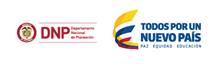 DNP
Departamento
Nacional
de Planeación
TODOS POR UN
NUEVO PAÍS
PAZ EQUIDAD EDUCACIÓN